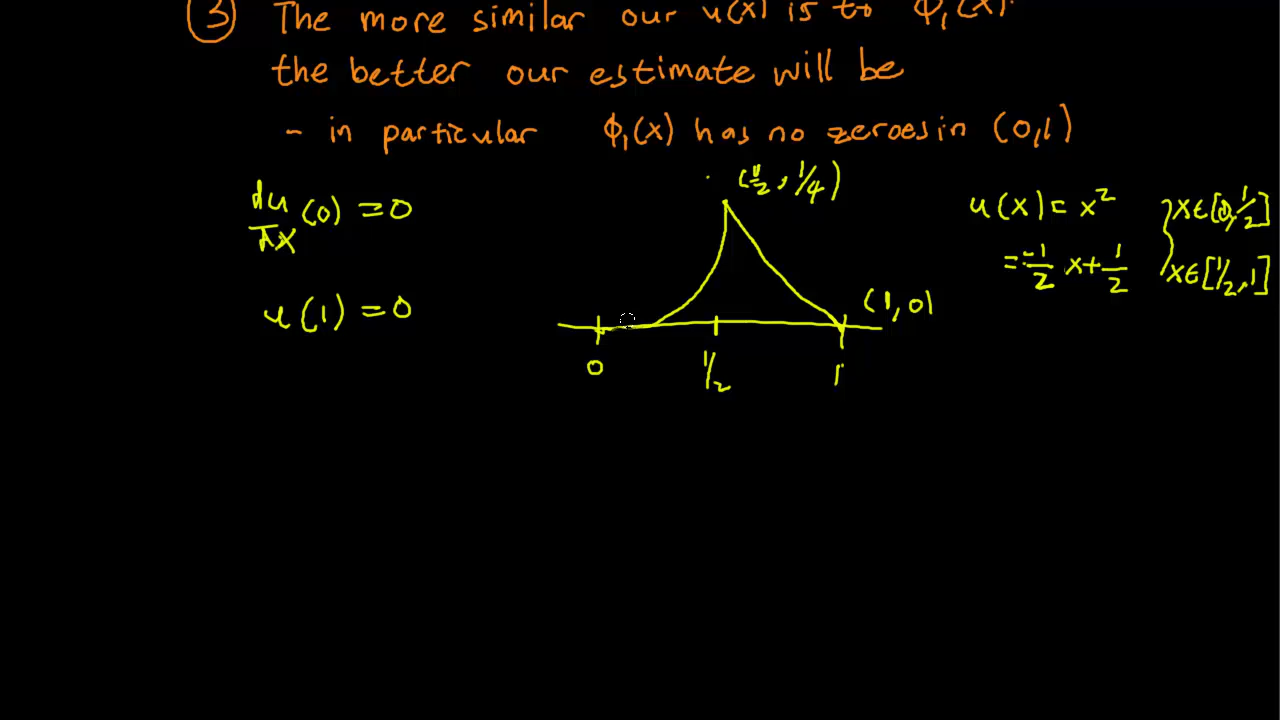 ③ The more similar our u(x) is to φ₁(x).
the better our estimate will be
- in particular φ₁(x) has no zeroes in (0,1)
du/dx (0) = 0
u(1) = 0
(1/2, 1/4)
(1,0)
0 1/2 1
u(x) = x² } x∈[0,1/2]
= -1/2 x + 1/2 } x∈[1/2,1]